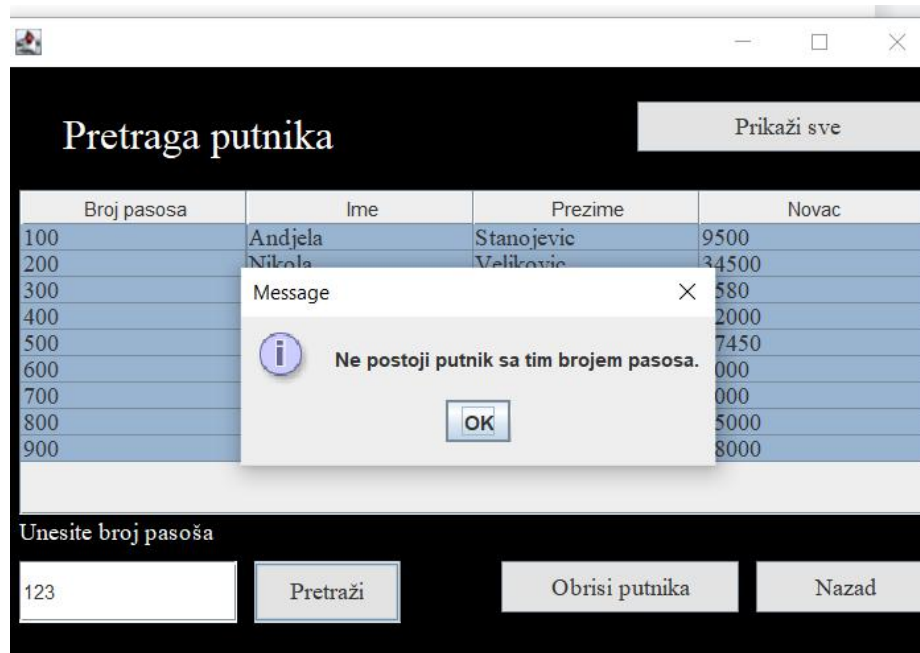 Pretraga putnika Prikaži sve
Broj pasosa Ime Prezime Novac
100 Andjela Stanojevic 9500
200 Nikola Velikovic 34500
300 580
400 2000
500 7450
600 000
700 000
800 5000
900 8000
Message
Ne postoji putnik sa tim brojem pasosa.
OK
Unesite broj pasoša
123 Pretraži Obrisi putnika Nazad